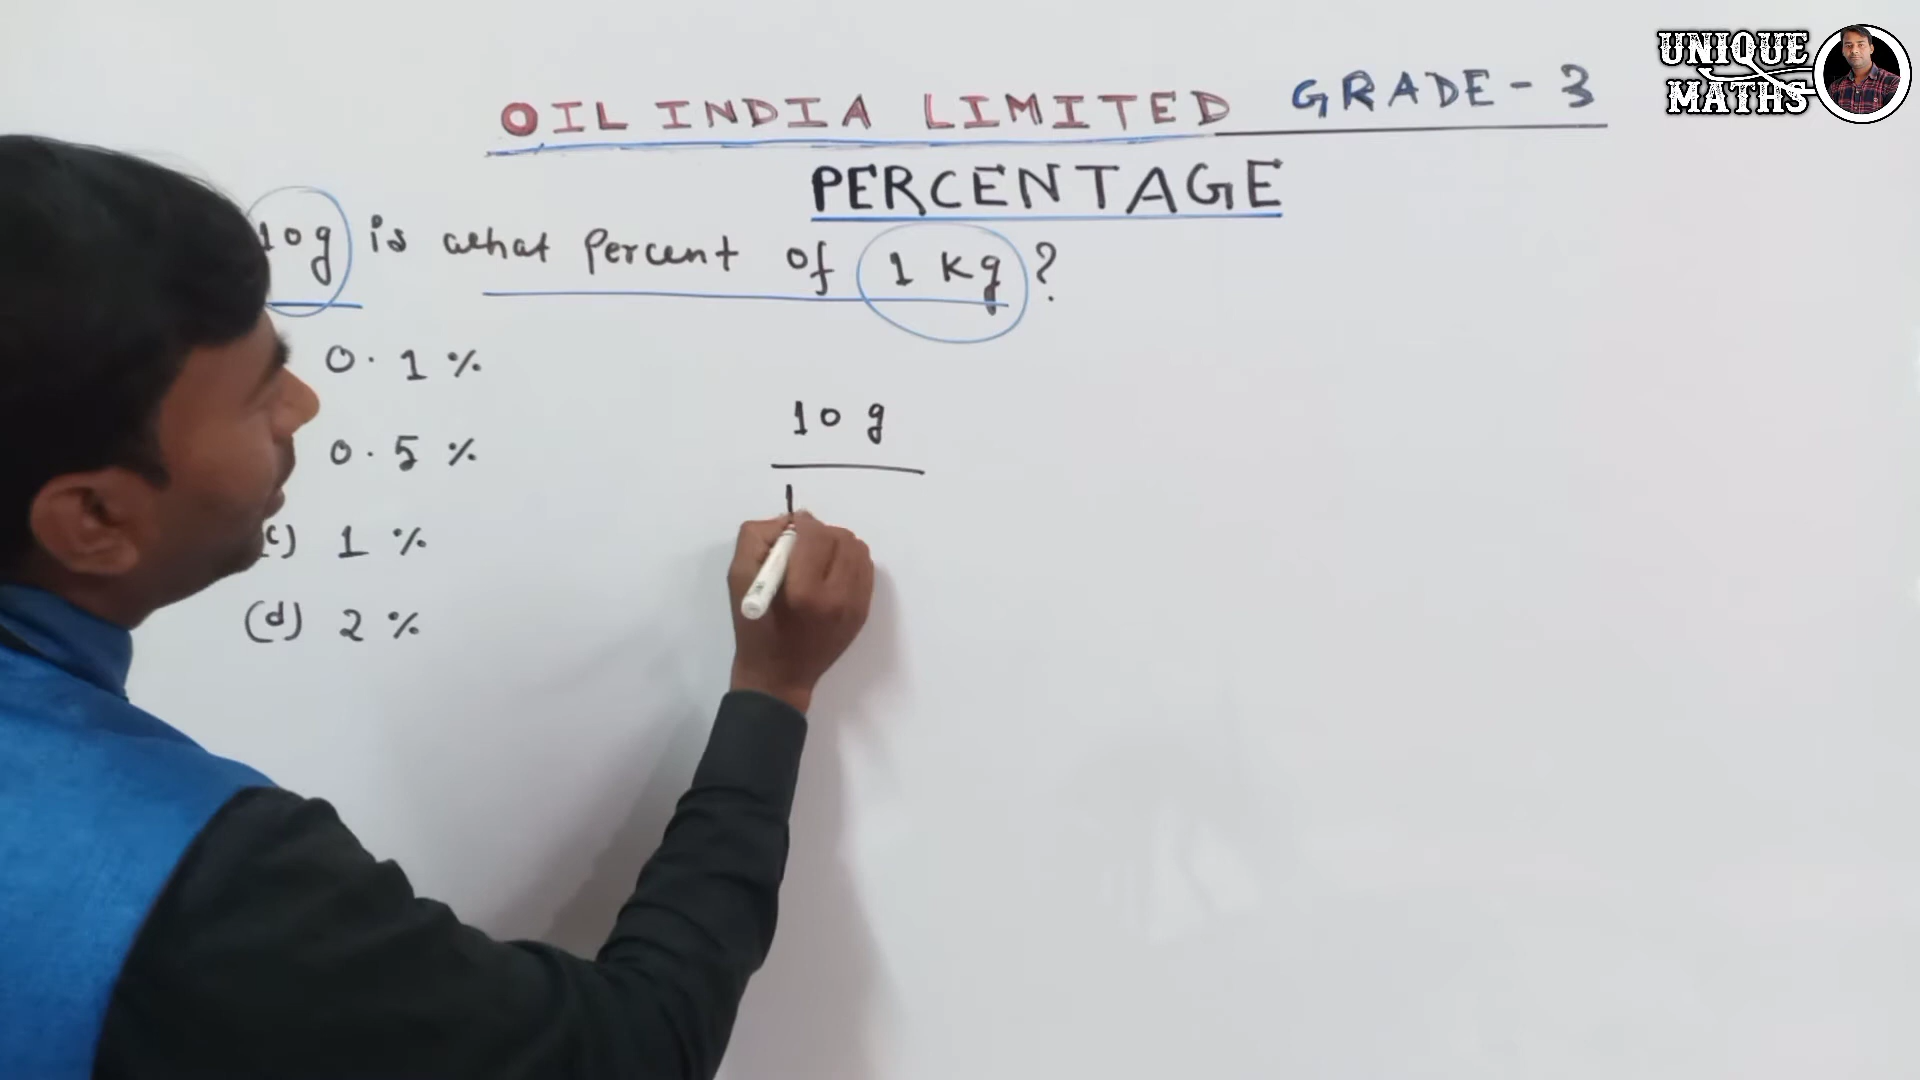 UNIQUE
MATHS
OIL INDIA LIMITED GRADE-3
PERCENTAGE
10g is what percent of 1 kg?
0.1%
0.5%
(c) 1%
(d) 2%
10 g
1